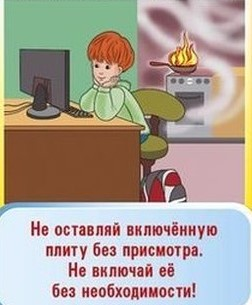 Не оставляй включённую
плиту без присмотра.
Не включай её
без необходимости!